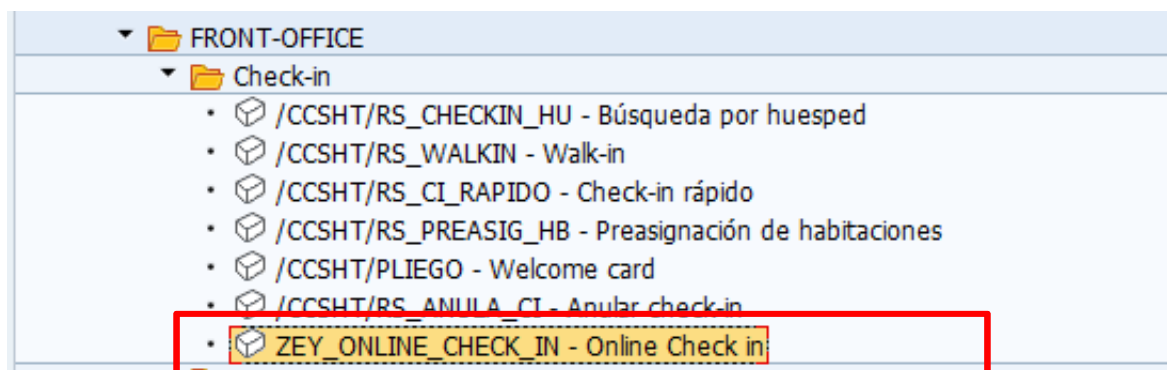 FRONT-OFFICE
Check-in
/CCSHT/RS_CHECKIN_HU - Búsqueda por huesped
/CCSHT/RS_WALKIN - Walk-in
/CCSHT/RS_CI_RAPIDO - Check-in rápido
/CCSHT/RS_PREASIG_HB - Preasignación de habitaciones
/CCSHT/PLIEGO - Welcome card
/CCSHT/RS_ANULA_CI - Anular check-in
ZEY_ONLINE_CHECK_IN - Online Check in